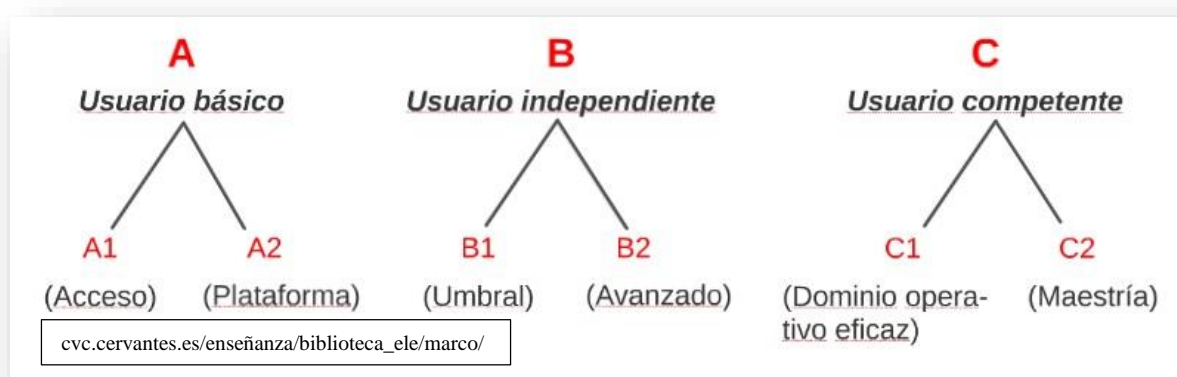 A B C
Usuario básico Usuario independiente Usuario competente
A1 A2 B1 B2 C1 C2
(Acceso) (Plataforma) (Umbral) (Avanzado) (Dominio opera- (Maestría)
tivo eficaz)
cvc.cervantes.es/enseñanza/biblioteca_ele/marco/